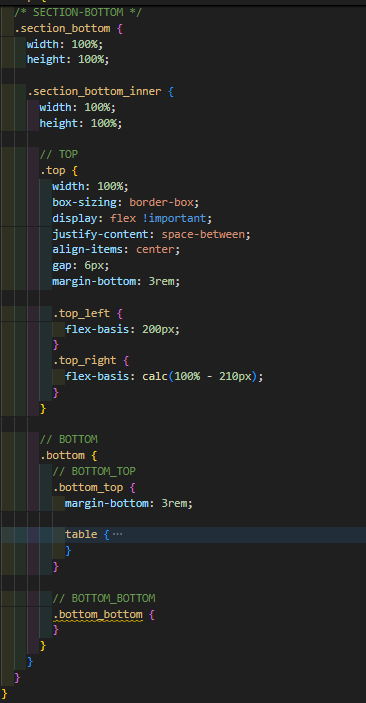 /* SECTION-BOTTOM */
.section_bottom {
width: 100%;
height: 100%;
.section_bottom_inner {
width: 100%;
height: 100%;
// TOP
.top {
width: 100%;
box-sizing: border-box;
display: flex !important;
justify-content: space-between;
align-items: center;
gap: 6px;
margin-bottom: 3rem;
.top_left {
flex-basis: 200px;
}
.top_right {
flex-basis: calc(100% - 210px);
}
}
// BOTTOM
.bottom {
// BOTTOM_TOP
.bottom_top {
margin-bottom: 3rem;
table { ···
}
}
// BOTTOM_BOTTOM
.bottom_bottom {
}
}
}
}
}